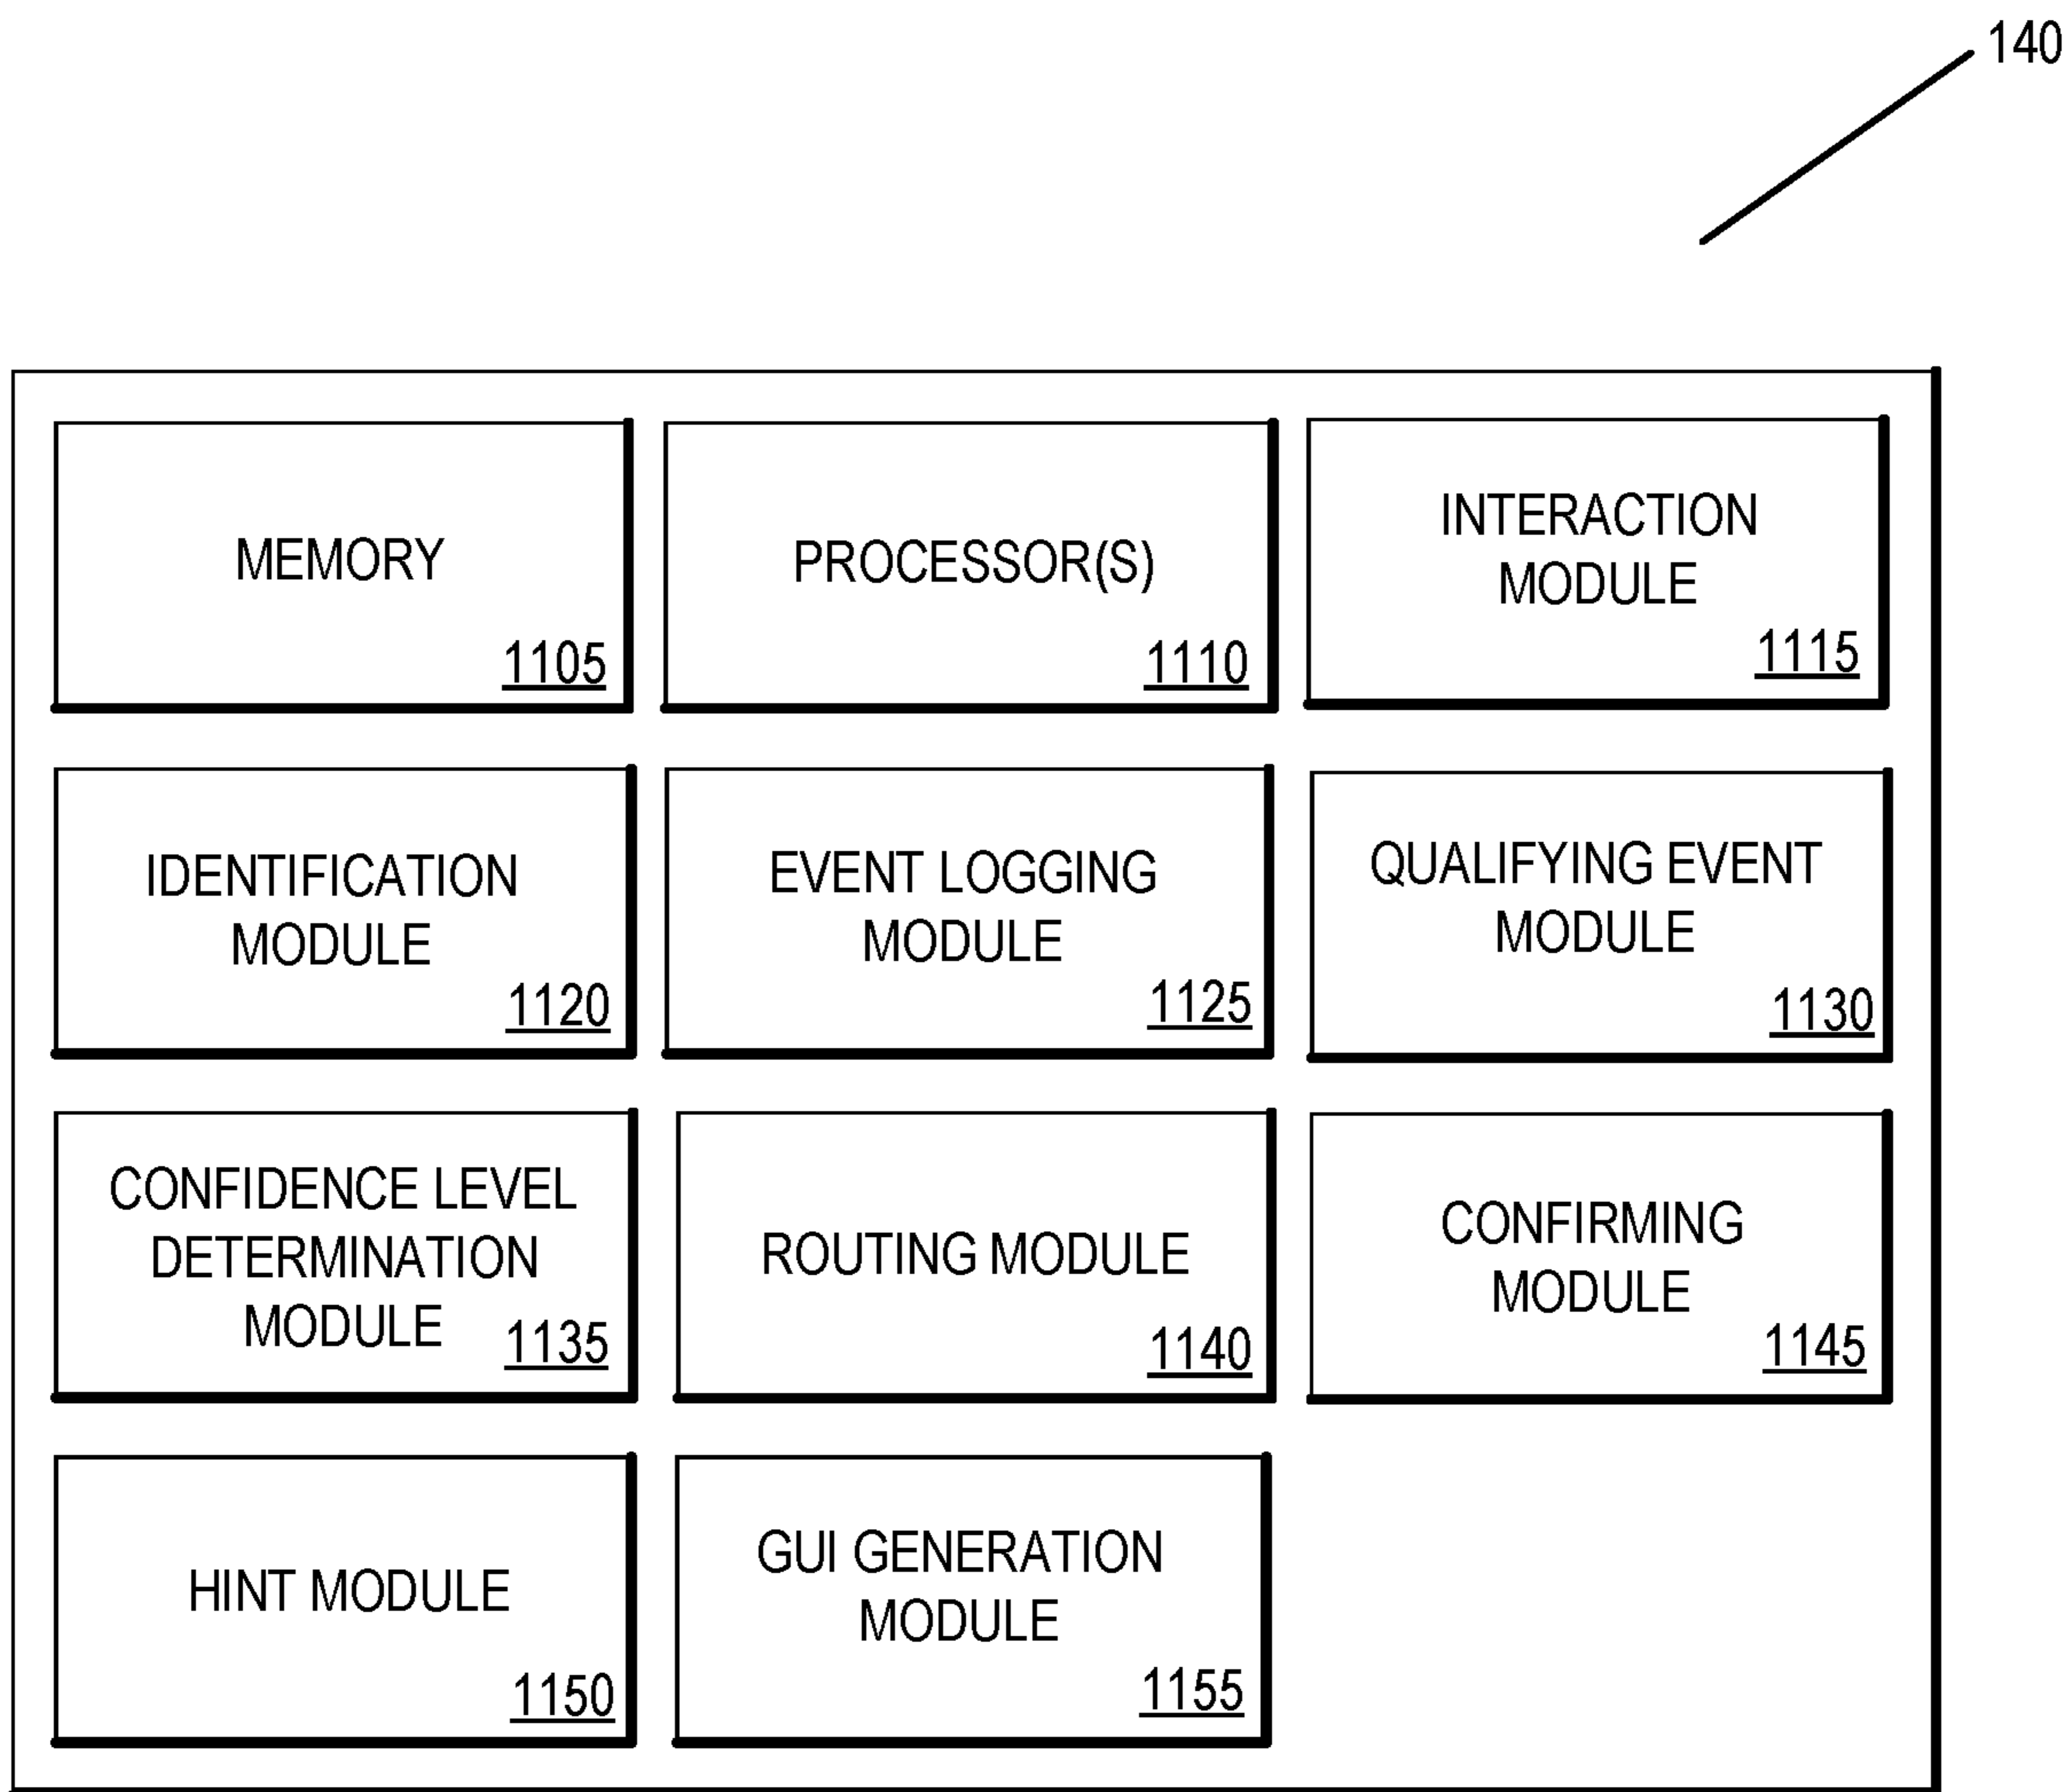 140
MEMORY
1105
PROCESSOR(S)
1110
INTERACTION
MODULE
1115
IDENTIFICATION
MODULE
1120
EVENT LOGGING
MODULE
1125
QUALIFYING EVENT
MODULE
1130
CONFIDENCE LEVEL
DETERMINATION
MODULE
1135
ROUTING MODULE
1140
CONFIRMING
MODULE
1145
HINT MODULE
1150
GUI GENERATION
MODULE
1155